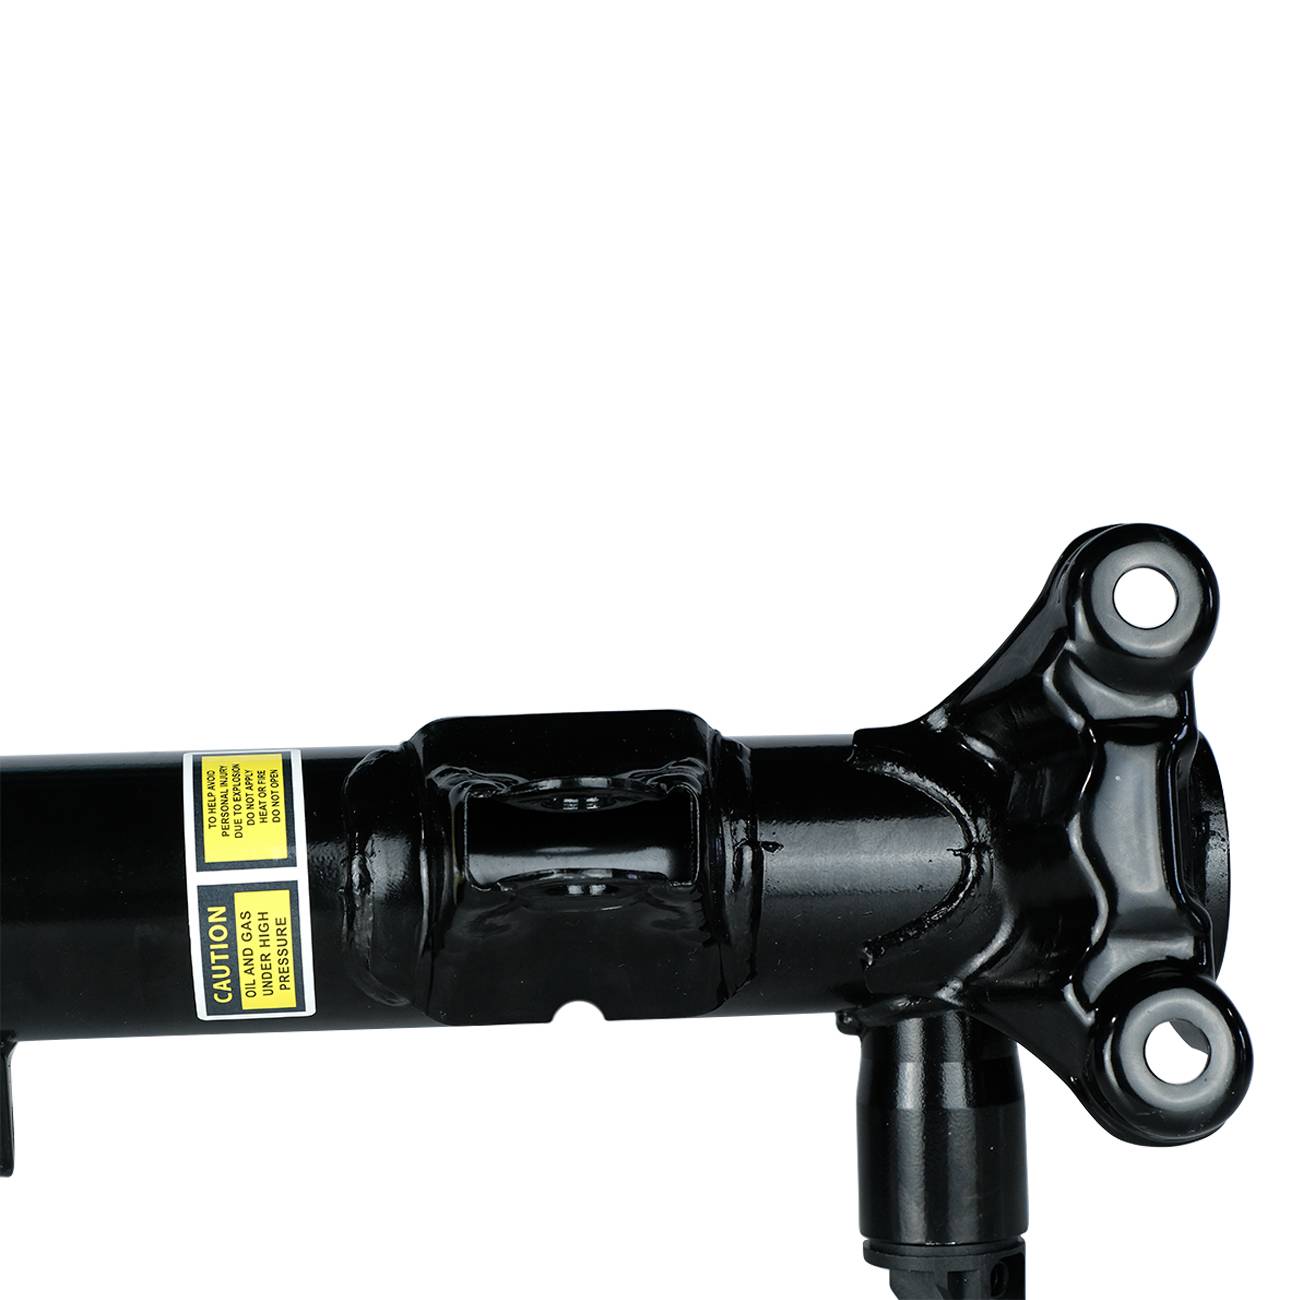 CAUTION
OIL AND GAS
UNDER HIGH
PRESSURE
TO HELP AVOID
PERSONAL INJURY
DUE TO EXPLOSION
DO NOT APPLY
HEAT OR FIRE
DO NOT OPEN